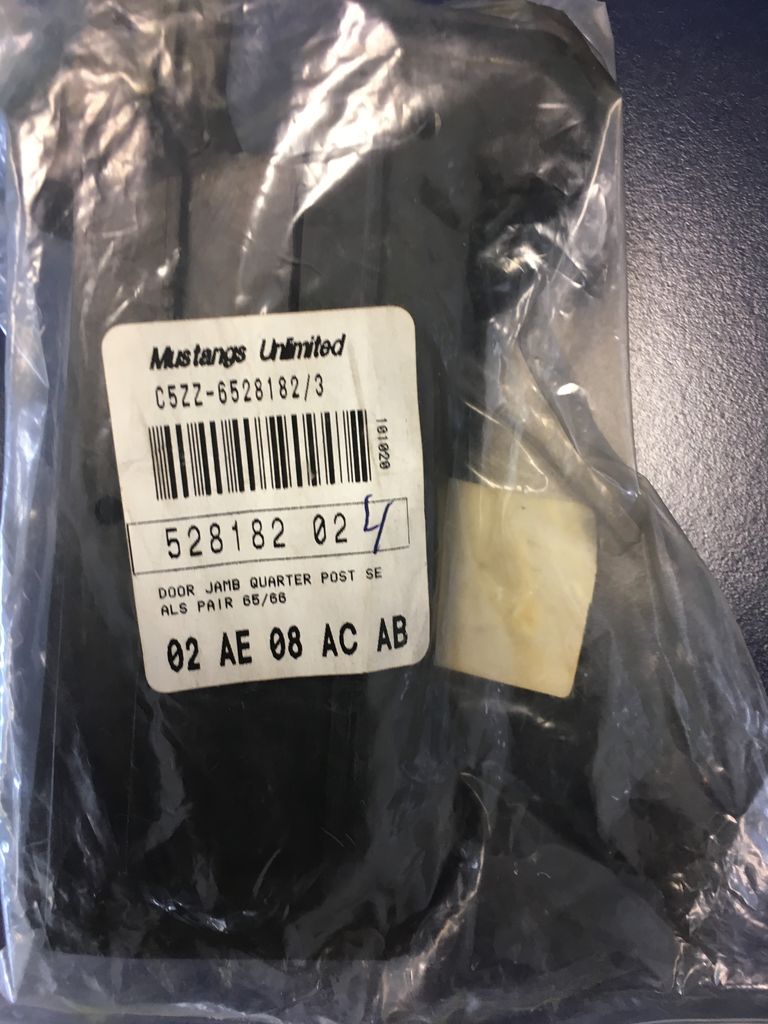 Mustangs Unlimited
C5ZZ-6528182/3
101020
528182 02 4
DOOR JAMB QUARTER POST SE
ALS PAIR 65/66
02 AE 08 AC AB